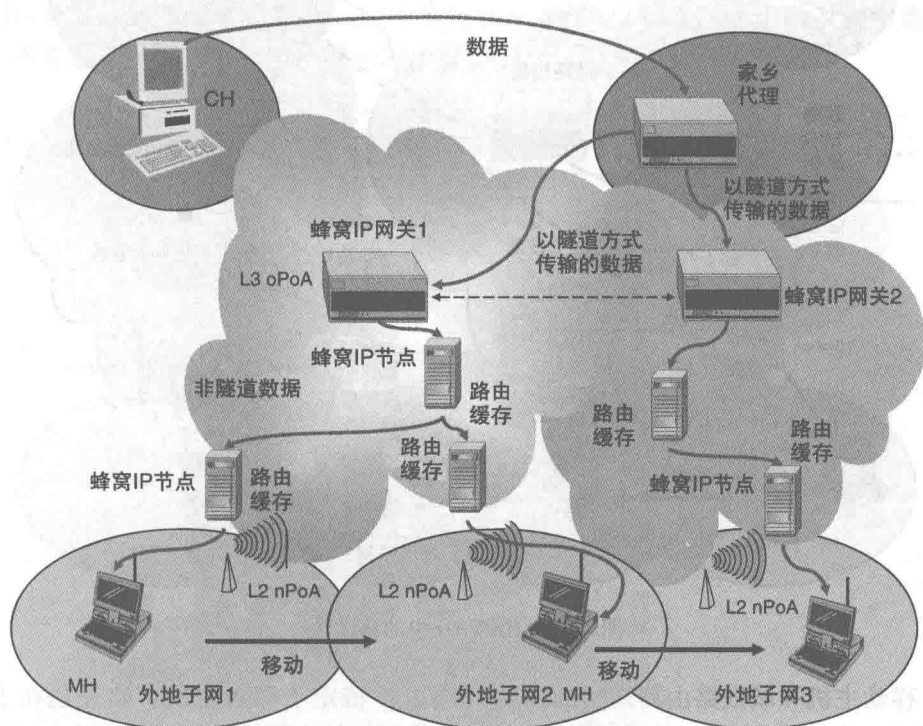 数据
CH
家乡
代理
以隧道方式
传输的数据
蜂窝IP网关1
以隧道方式
传输的数据
L3 oPoA
蜂窝IP网关2
蜂窝IP节点
非隧道数据
路由
缓存
路由
缓存
路由
缓存
路由
缓存
蜂窝IP节点
路由
缓存
蜂窝IP节点
L2 nPoA
L2 nPoA
L2 nPoA
移动
移动
MH
外地子网1
外地子网2 MH
外地子网3